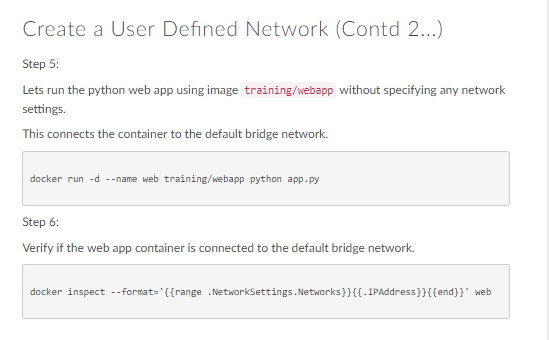 Create a User Defined Network (Contd 2...)
Step 5:
Lets run the python web app using image training/webapp without specifying any network
settings.
This connects the container to the default bridge network.
docker run -d --name web training/webapp python app.py
Step 6:
Verify if the web app container is connected to the default bridge network.
docker inspect --format='{{range .NetworkSettings.Networks}}{{.IPAddress}}{{end}}' web